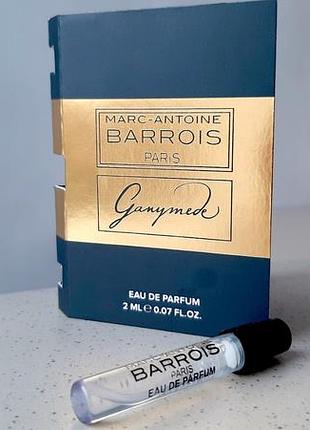 MARC-ANTOINE
BARROIS
PARIS
Ganymede
EAU DE PARFUM
2 ML ℮ 0.07 FL.OZ.
BARROIS
PARIS
EAU DE PARFUM